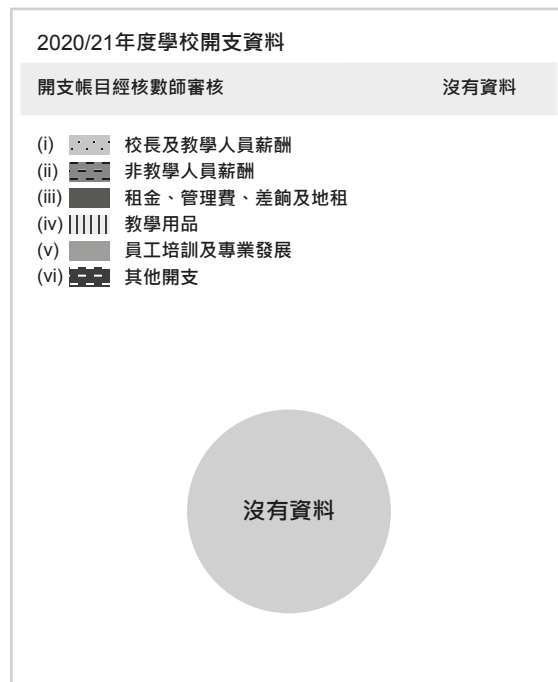 2020/21年度學校開支資料
開支帳目經核數師審核 沒有資料
(i) 校長及教學人員薪酬
(ii) 非教學人員薪酬
(iii) 租金、管理費、差餉及地租
(iv) 教學用品
(v) 員工培訓及專業發展
(vi) 其他開支
沒有資料